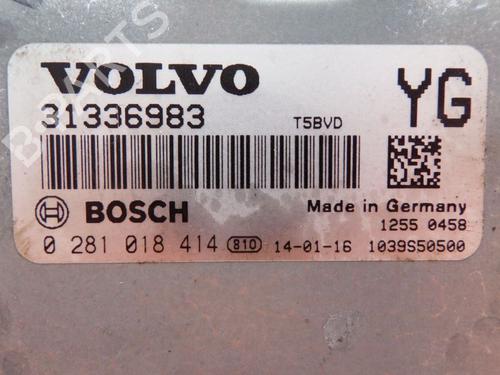 VOLVO
YG
31336983 T5BVD
BOSCH Made in Germany
1255 0458
0 281 018 414 810 14-01-16 1039S50500
B-PARTS